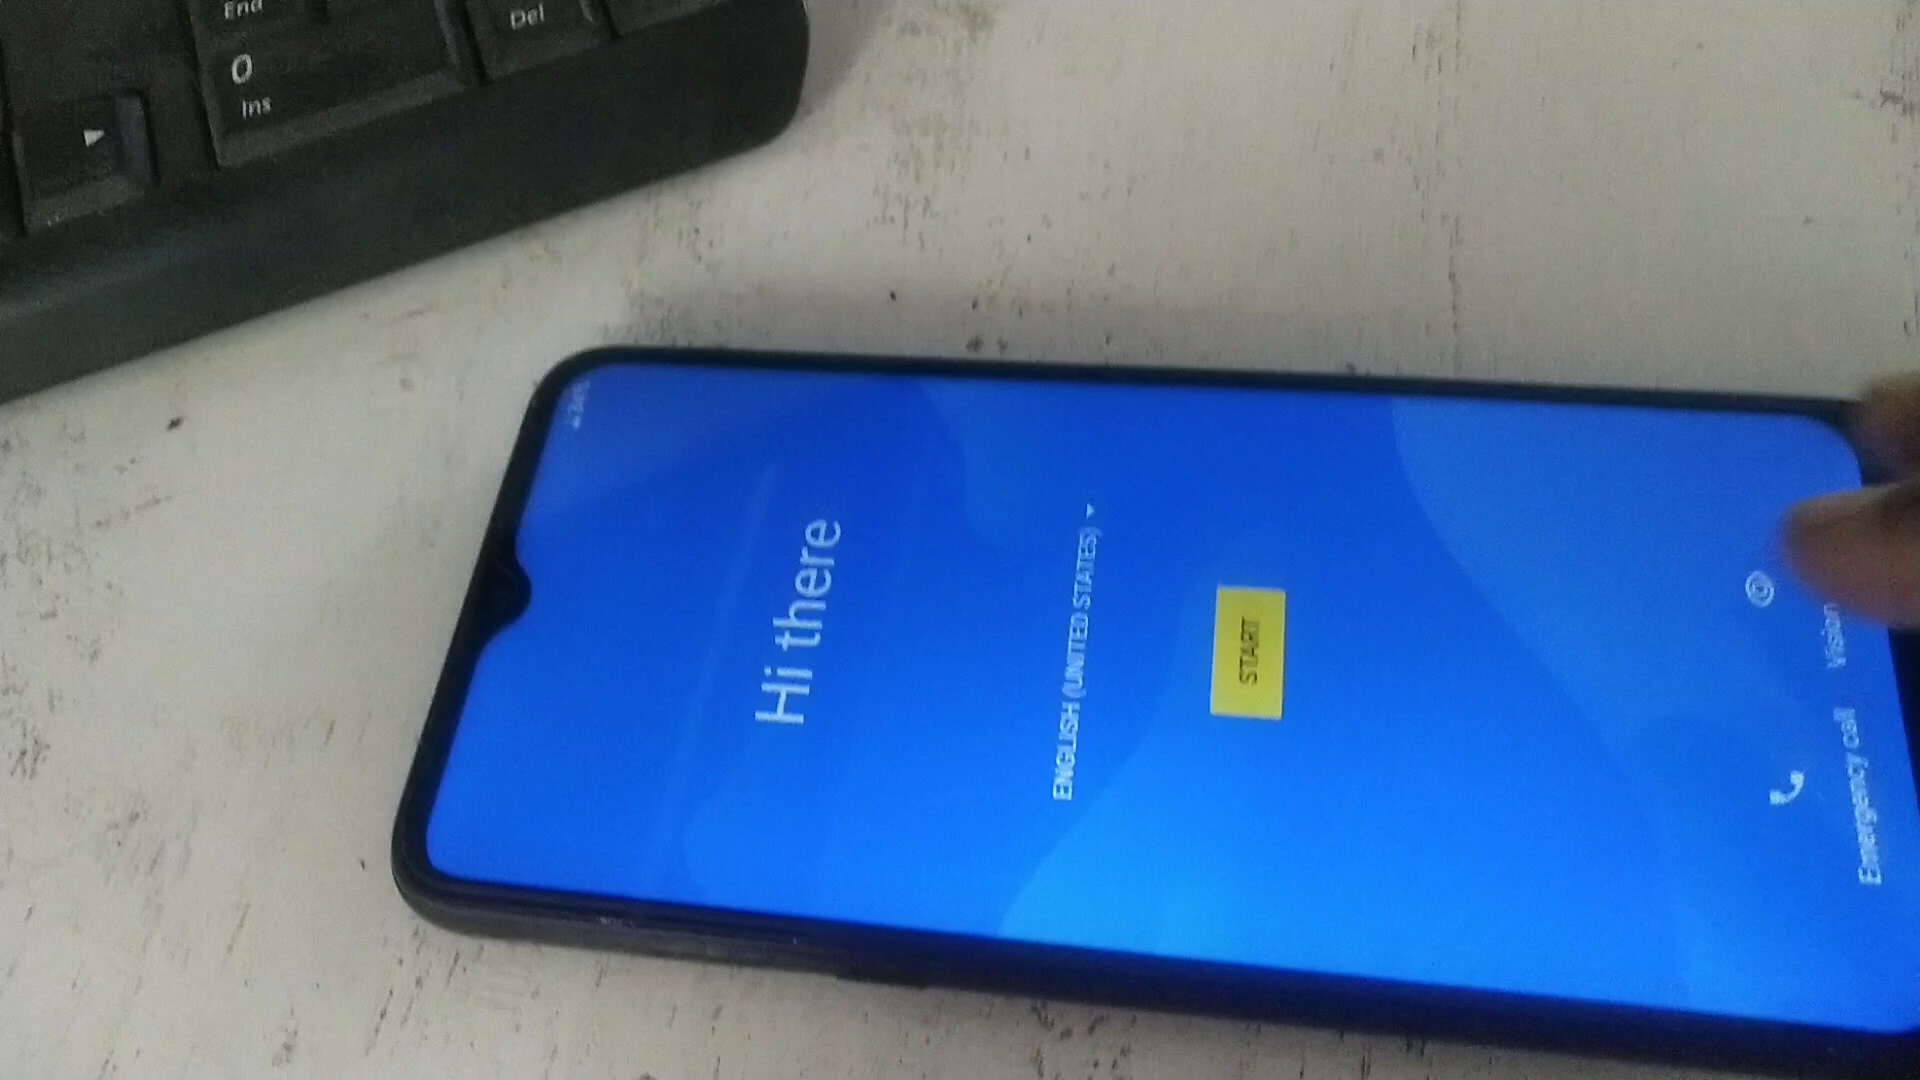 End
0
Ins
Del
Hi there
ENGLISH (UNITED STATES)
START
Emergency call
Vision